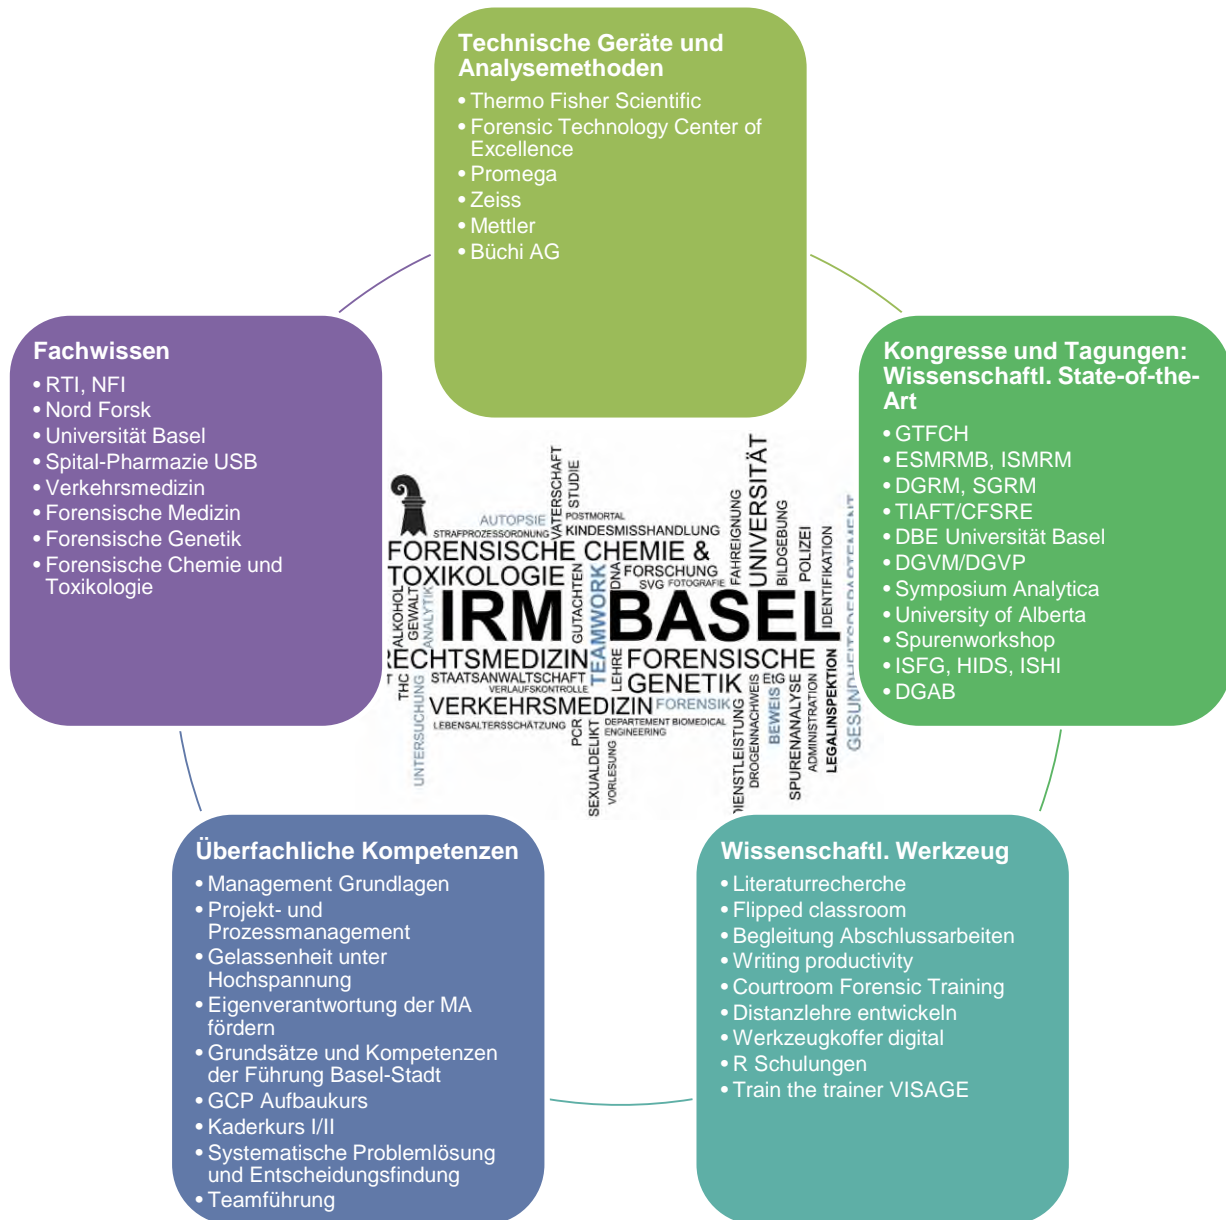 Technische Geräte und
Analysemethoden
• Thermo Fisher Scientific
• Forensic Technology Center of
Excellence
• Promega
• Zeiss
• Mettler
• Büchi AG
Fachwissen
• RTI, NFI
• Nord Forsk
• Universität Basel
• Spital-Pharmazie USB
• Verkehrsmedizin
• Forensische Medizin
• Forensische Genetik
• Forensische Chemie und
Toxikologie
Kongresse und Tagungen:
Wissenschaftl. State-of-the-
Art
• GTFCH
• ESMRMB, ISMRM
• DGRM, SGRM
• TIAFT/CFSRE
• DBE Universität Basel
• DGVM/DGVP
• Symposium Analytica
• University of Alberta
• Spurenworkshop
• ISFG, HIDS, ISHI
• DGAB
AUTOPSIE
STRAFPROZESSORDNUNG
VATERSCHAFT
STUDIE
POSTMORTAL
KINDESMISSHANDLUNG
FORENSISCHE CHEMIE &
TOXIKOLOGIE
GUTACHTEN
TEAMWORK
DNA
FORSCHUNG
SVG
FOTOGRAFIE
FAHREIGNUNG
UNIVERSITÄT
BILDGEBUNG
POLIZEI
IDENTIFIKATION
GESUNDHEITSDEPARTEMENT
ALKOHOL
GEWALT
ANALYTIK
IRM BASEL
RECHTSMEDIZIN
LEHRE
FORENSISCHE
THC
STAATSANWALTSCHAFT
VERLAUFSKONTROLLE
GENETIK
EtG
UNTERSUCHUNG
VERKEHRSMEDIZIN
FORENSIK
LEBENSALTERSSCHÄTZUNG
PCR
SEXUALDELIKT
VORLESUNG
DEPARTEMENT BIOMEDICAL
ENGINEERING
DIENSTLEISTUNG
DROGENNACHWEIS
BEWEIS
SPURENANALYSE
ADMINISTRATION
LEGALINSPEKTION
Überfachliche Kompetenzen
• Management Grundlagen
• Projekt- und
Prozessmanagement
• Gelassenheit unter
Hochspannung
• Eigenverantwortung der MA
fördern
• Grundsätze und Kompetenzen
der Führung Basel-Stadt
• GCP Aufbaukurs
• Kaderkurs I/II
• Systematische Problemlösung
und Entscheidungsfindung
• Teamführung
Wissenschaftl. Werkzeug
• Literaturrecherche
• Flipped classroom
• Begleitung Abschlussarbeiten
• Writing productivity
• Courtroom Forensic Training
• Distanzlehre entwickeln
• Werkzeugkoffer digital
• R Schulungen
• Train the trainer VISAGE